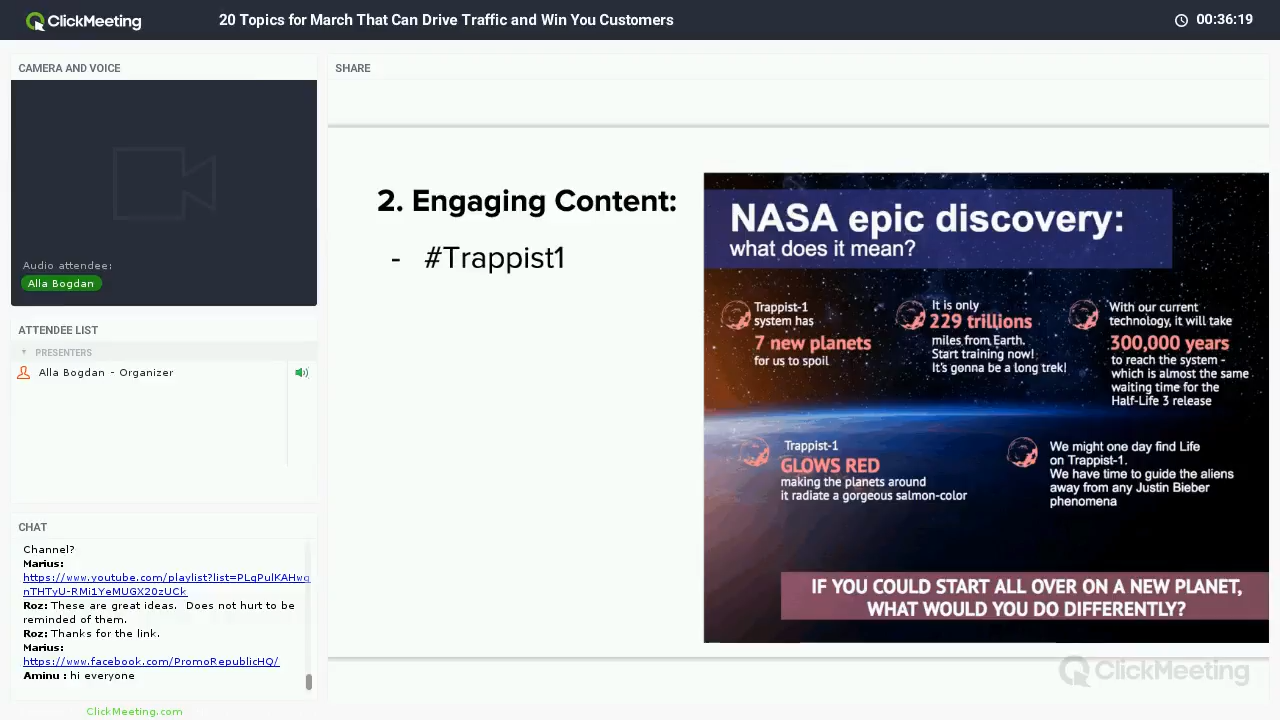 ClickMeeting
20 Topics for March That Can Drive Traffic and Win You Customers
00:36:19
CAMERA AND VOICE
Audio attendee:
Alla Bogdan
ATTENDEE LIST
PRESENTERS
Alla Bogdan - Organizer
CHAT
Channel?
Marius:
https://www.youtube.com/playlist?list=PLgPulKAHwg
nTHTyU-RMi1YeMUGX20zUCk
Roz: These are great ideas. Does not hurt to be
reminded of them.
Roz: Thanks for the link.
Marius:
https://www.facebook.com/PromoRepublicHQ/
Aminu : hi everyone
ClickMeeting.com
SHARE
2. Engaging Content:
- #Trappist1
NASA epic discovery:
what does it mean?
Trappist-1
system has
7 new planets
for us to spoil
It is only
229 trillions
miles from Earth.
Start training now!
It's gonna be a long trek!
With our current
technology, it will take
300,000 years
to reach the system -
which is almost the same
waiting time for the
Half-Life 3 release
Trappist-1
GLOWS RED
making the planets around
it radiate a gorgeous salmon-color
We might one day find Life
on Trappist-1.
We have time to guide the aliens
away from any Justin Bieber
phenomena
IF YOU COULD START ALL OVER ON A NEW PLANET,
WHAT WOULD YOU DO DIFFERENTLY?
ClickMeeting